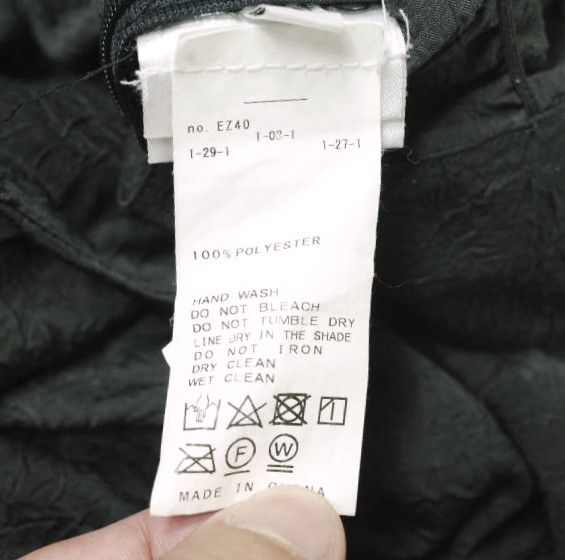 no. EZ40
1-03-1
1-29-1 1-27-1
100% POLYESTER
HAND WASH
DO NOT BLEACH
DO NOT TUMBLE DRY
LINE DRY IN THE SHADE
DO NOT IRON
DRY CLEAN
WET CLEAN
F W
MADE IN CHINA